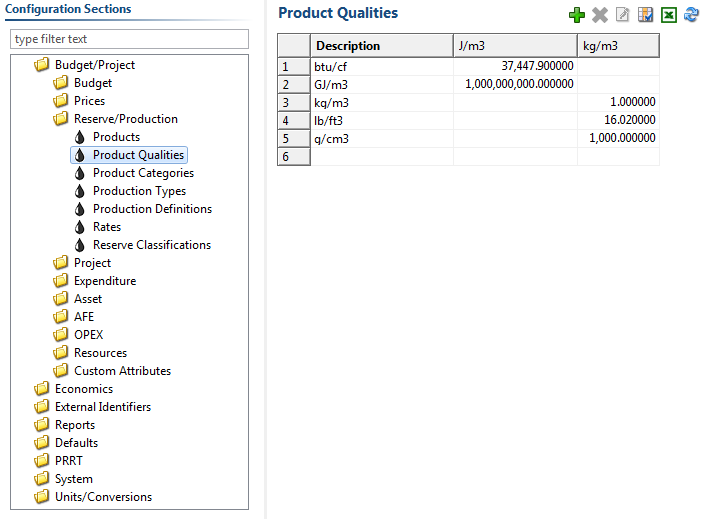 Configuration Sections
type filter text
Budget/Project
Budget
Prices
Reserve/Production
Products
Product Qualities
Product Categories
Production Types
Production Definitions
Rates
Reserve Classifications
Project
Expenditure
Asset
AFE
OPEX
Resources
Custom Attributes
Economics
External Identifiers
Reports
Defaults
PRRT
System
Units/Conversions
Product Qualities
Description J/m3 kg/m3
1 btu/cf 37,447.900000
2 GJ/m3 1,000,000,000.000000
3 kg/m3 1.000000
4 lb/ft3 16.020000
5 g/cm3 1,000.000000
6